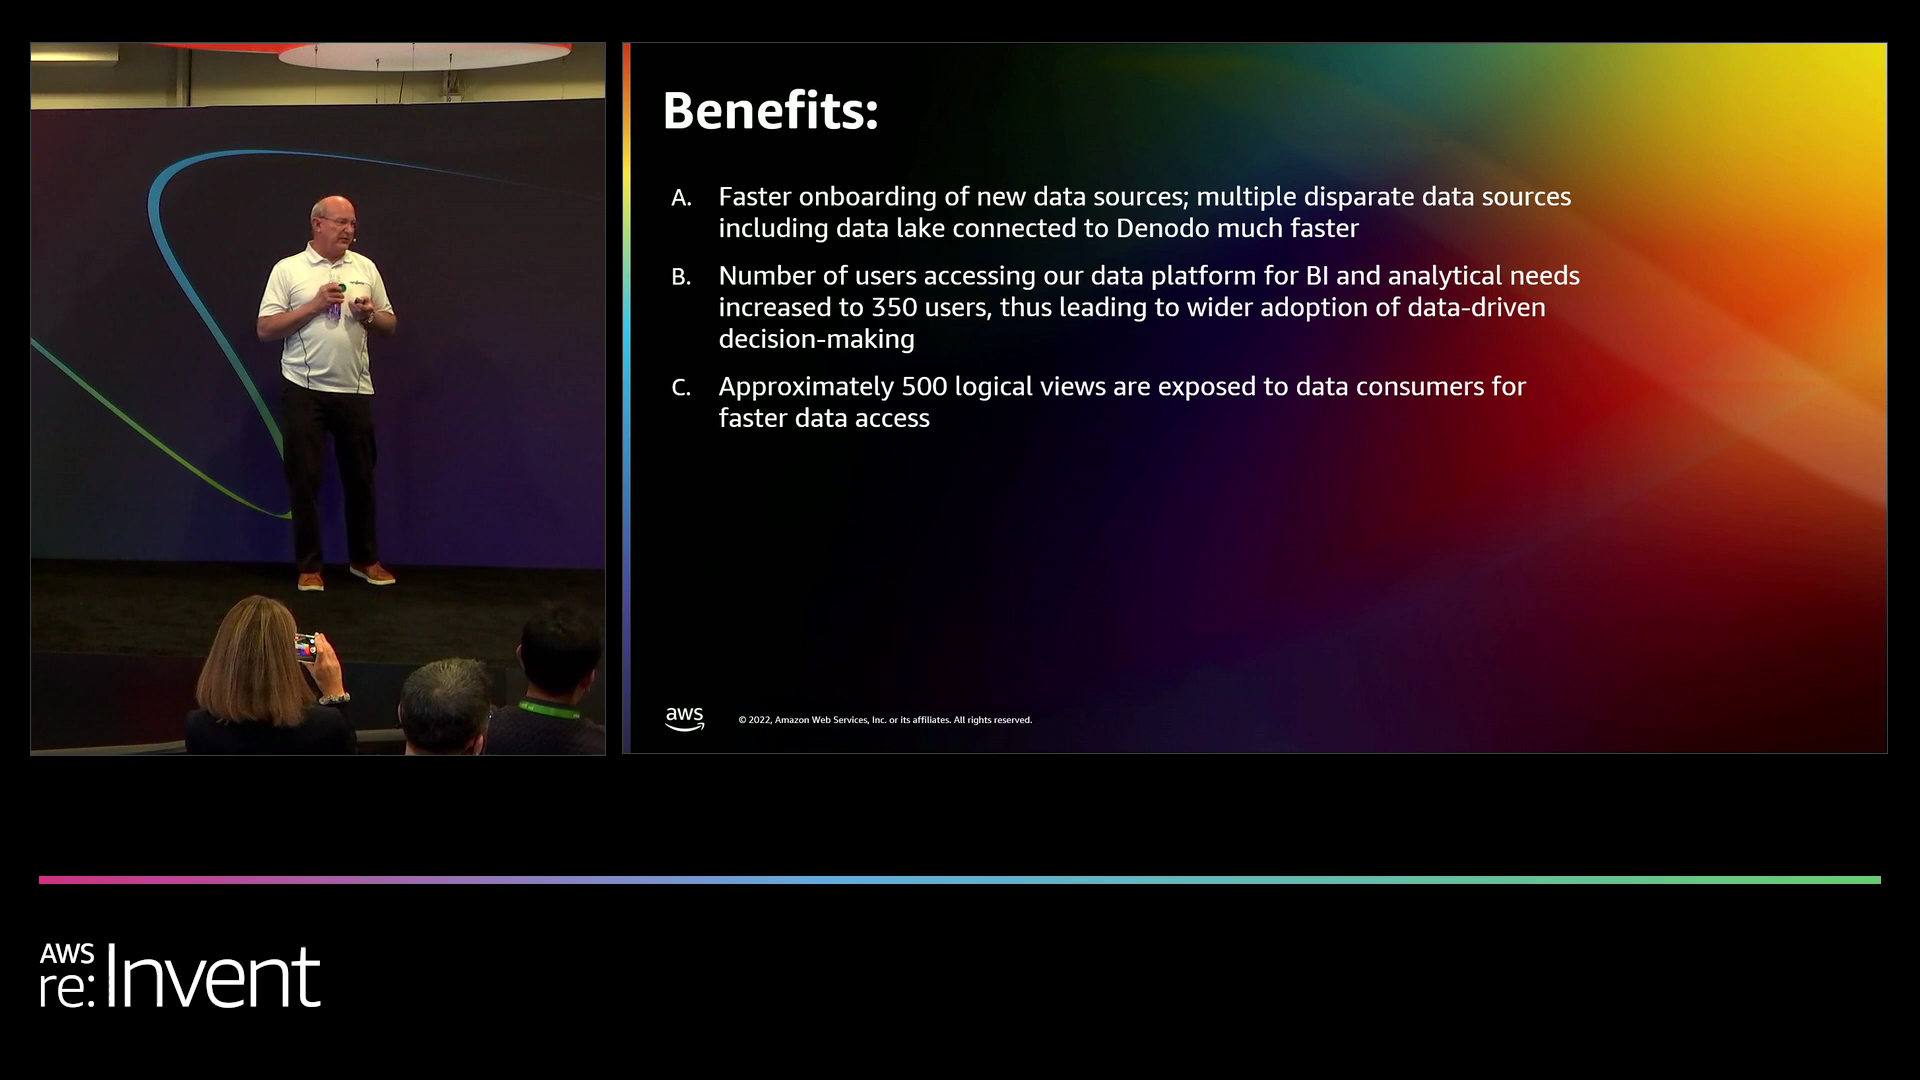 Benefits:
A. Faster onboarding of new data sources; multiple disparate data sources
including data lake connected to Denodo much faster
B. Number of users accessing our data platform for BI and analytical needs
increased to 350 users, thus leading to wider adoption of data-driven
decision-making
C. Approximately 500 logical views are exposed to data consumers for
faster data access
aws
© 2022, Amazon Web Services, Inc. or its affiliates. All rights reserved.
AWS
re:Invent